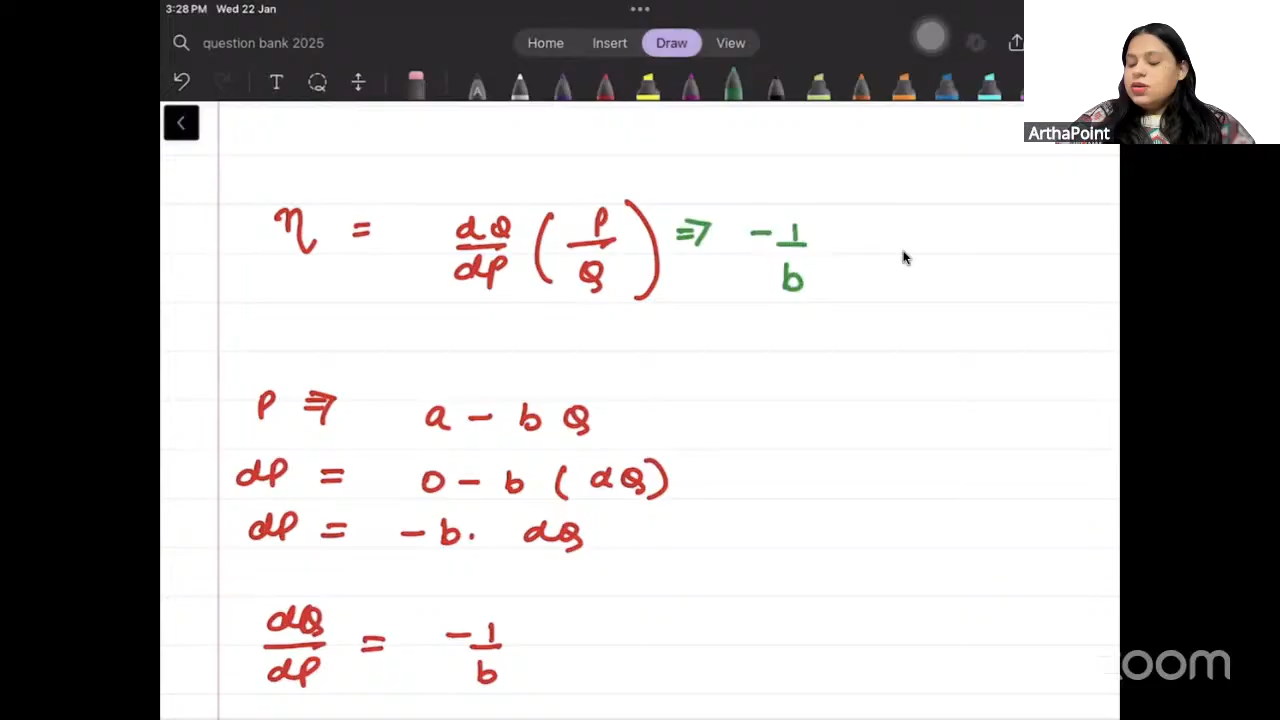 3:28 PM Wed 22 Jan
question bank 2025
Home Insert Draw View
T
ArthaPoint
η = dQ/dP (P/Q) ⇒ -1/b
P ⇒ a - b Q
dP = 0 - b (dQ)
dP = - b. dQ
dQ/dP = -1/b
zoom